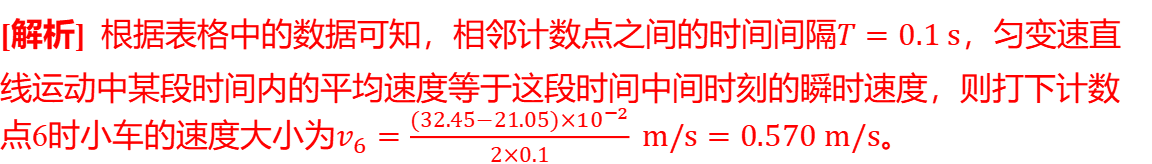 [解析] 根据表格中的数据可知，相邻计数点之间的时间间隔T = 0.1 s，匀变速直
线运动中某段时间内的平均速度等于这段时间中间时刻的瞬时速度，则打下计数
点6时小车的速度大小为v₆ = (32.45−21.05)×10⁻²/2×0.1 m/s = 0.570 m/s。